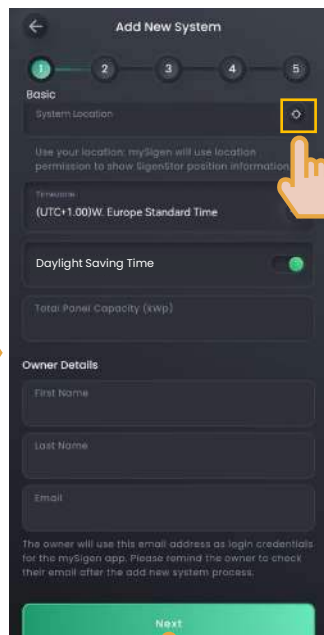 Add New System
1 2 3 4 5
Basic
System Location
Use your location: mySigen will use location
permission to show SigenStor position information.
Timezone
(UTC+1.00)W. Europe Standard Time
Daylight Saving Time
Total Panel Capacity (kWp)
Owner Details
First Name
Last Name
Email
The owner will use this email address as login credentials
for the mySigen app. Please remind the owner to check
their email after the add new system process.
Next